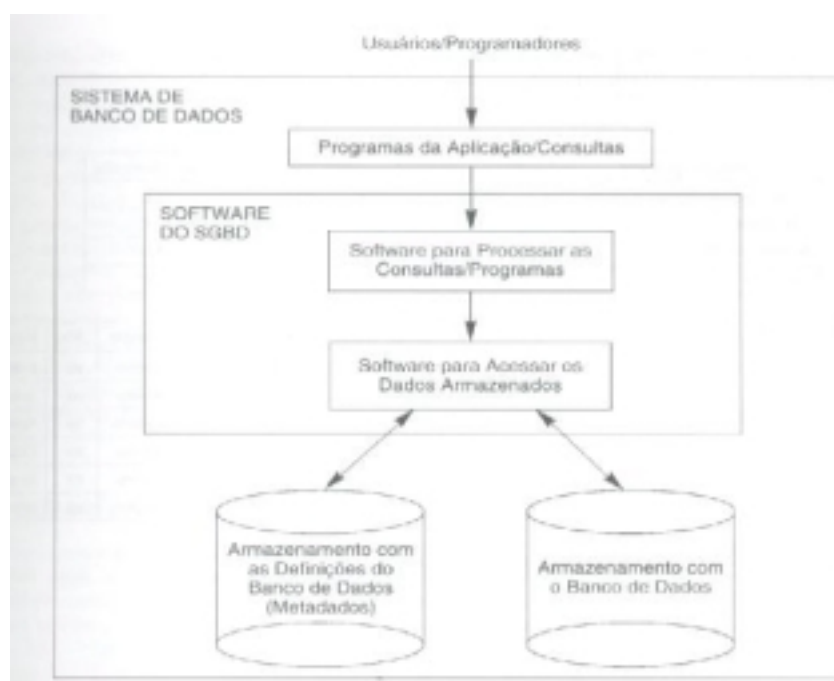 Usuários/Programadores
SISTEMA DE
BANCO DE DADOS
Programas da Aplicação/Consultas
SOFTWARE
DO SGBD
Software para Processar as
Consultas/Programas
Software para Acessar os
Dados Armazenados
Armazenamento com
as Definições do
Banco de Dados
(Metadados)
Armazenamento com
o Banco de Dados